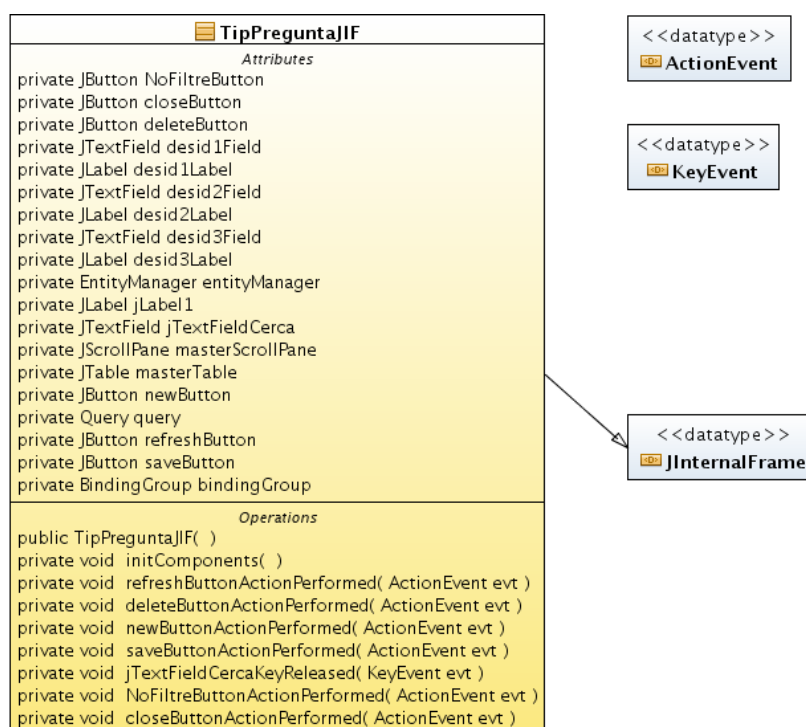 TipPreguntaJIF
Attributes
private JButton NoFiltreButton
private JButton closeButton
private JButton deleteButton
private JTextField desid1Field
private JLabel desid1Label
private JTextField desid2Field
private JLabel desid2Label
private JTextField desid3Field
private JLabel desid3Label
private EntityManager entityManager
private JLabel jLabel1
private JTextField jTextFieldCerca
private JScrollPane masterScrollPane
private JTable masterTable
private JButton newButton
private Query query
private JButton refreshButton
private JButton saveButton
private BindingGroup bindingGroup
Operations
public TipPreguntaJIF( )
private void initComponents( )
private void refreshButtonActionPerformed( ActionEvent evt )
private void deleteButtonActionPerformed( ActionEvent evt )
private void newButtonActionPerformed( ActionEvent evt )
private void saveButtonActionPerformed( ActionEvent evt )
private void jTextFieldCercaKeyReleased( KeyEvent evt )
private void NoFiltreButtonActionPerformed( ActionEvent evt )
private void closeButtonActionPerformed( ActionEvent evt )
<<datatype>>
ActionEvent
<<datatype>>
KeyEvent
<<datatype>>
JInternalFrame